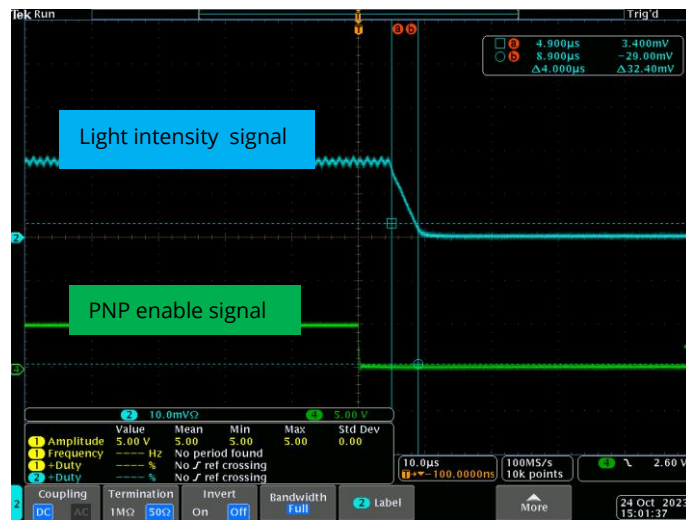 Tek Run
Trig'd
T
a b
a 4.900µs 3.400mV
b 8.900µs −29.00mV
Δ4.000µs Δ32.40mV
Light intensity signal
2
PNP enable signal
4
2 10.0mVΩ 4 5.00 V
Value Mean Min Max Std Dev
1 Amplitude 5.00 V 5.00 5.00 5.00 0.00
1 Frequency ---- Hz No period found
1 +Duty ---- % No ref crossing
2 +Duty ---- % No ref crossing
10.0µs
T→▼−100.0000ns
100MS/s
10k points
4 2.60 V
2
Coupling
DC AC
Termination
1MΩ 50Ω
Invert
On Off
Bandwidth
Full
2 Label
More
24 Oct 2023
15:01:37